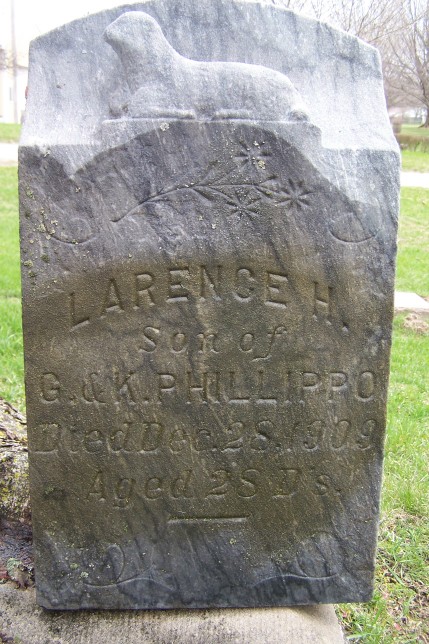 LARENCE H.
Son of
G. & K. PHILLIPPO
Died Dec. 28, 1909
Aged 28 D's.